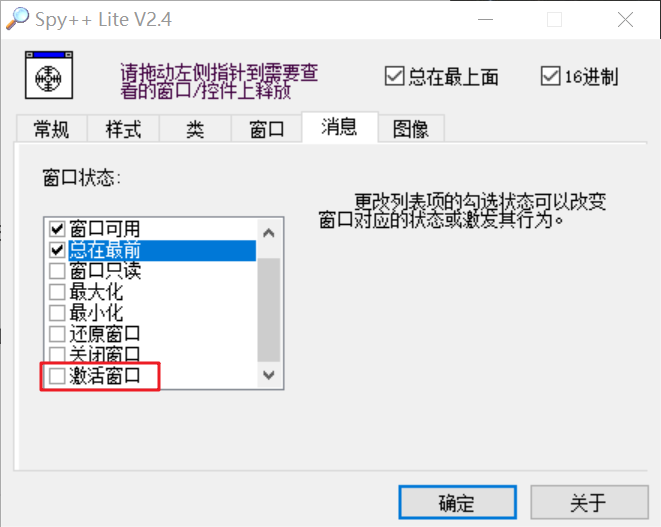 Spy++ Lite V2.4
请拖动左侧指针到需要查
看的窗口/控件上释放
总在最上面
16进制
常规
样式
类
窗口
消息
图像
窗口状态:
更改列表项的勾选状态可以改变
窗口对应的状态或激发其行为。
窗口可用
总在最前
窗口只读
最大化
最小化
还原窗口
关闭窗口
激活窗口
确定
关于